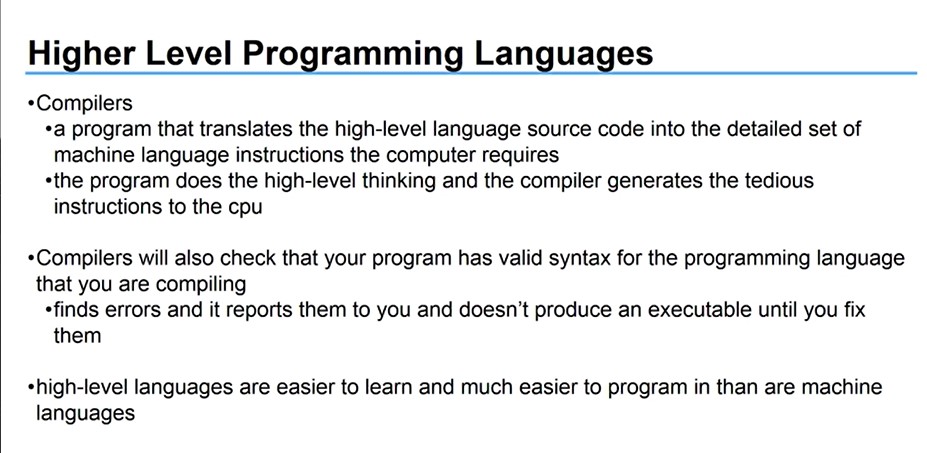 Higher Level Programming Languages
•Compilers
•a program that translates the high-level language source code into the detailed set of
machine language instructions the computer requires
•the program does the high-level thinking and the compiler generates the tedious
instructions to the cpu
•Compilers will also check that your program has valid syntax for the programming language
that you are compiling
•finds errors and it reports them to you and doesn't produce an executable until you fix
them
•high-level languages are easier to learn and much easier to program in than are machine
languages